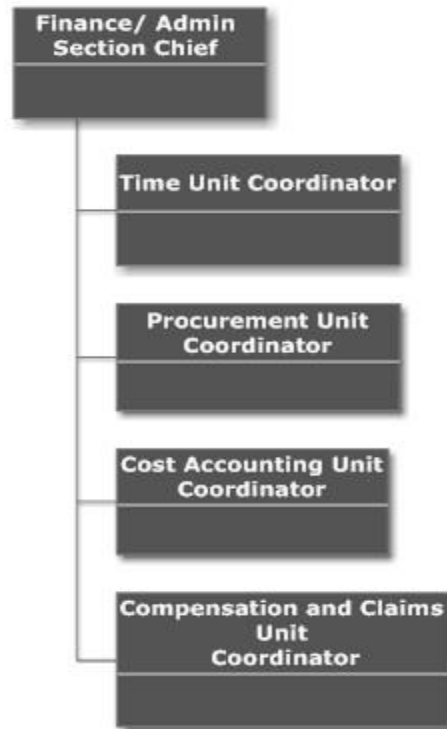 Finance/ Admin
Section Chief
Time Unit Coordinator
Procurement Unit
Coordinator
Cost Accounting Unit
Coordinator
Compensation and Claims
Unit
Coordinator